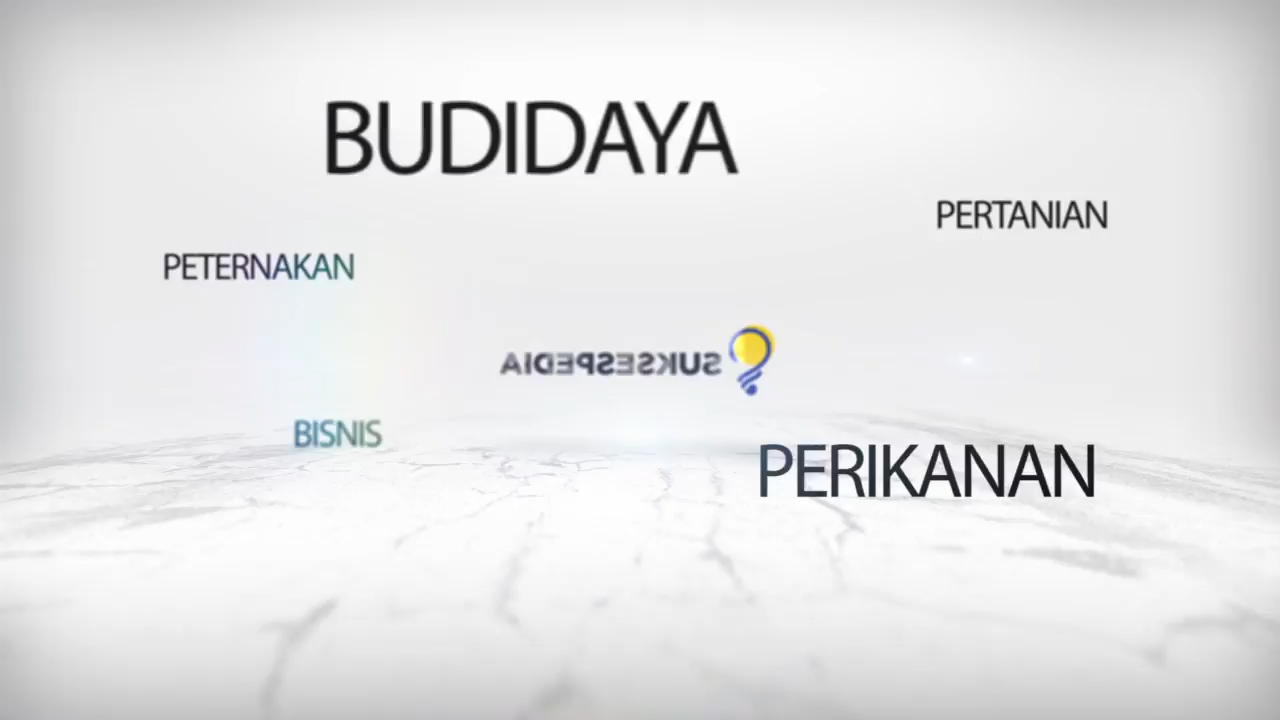 BUDIDAYA
PERTANIAN
PETERNAKAN
SUKSESPEDIA
BISNIS
PERIKANAN